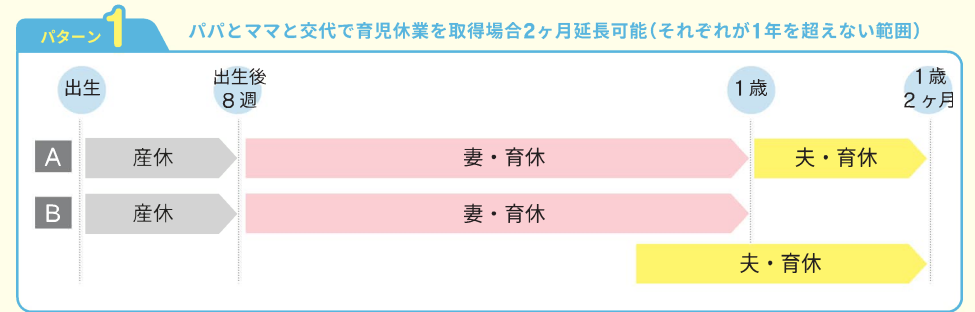 パターン1
パパとママと交代で育児休業を取得場合2ヶ月延長可能（それぞれが1年を超えない範囲）
出生
出生後
8週
1歳
1歳
2ヶ月
A
産休
妻・育休
夫・育休
B
産休
妻・育休
夫・育休